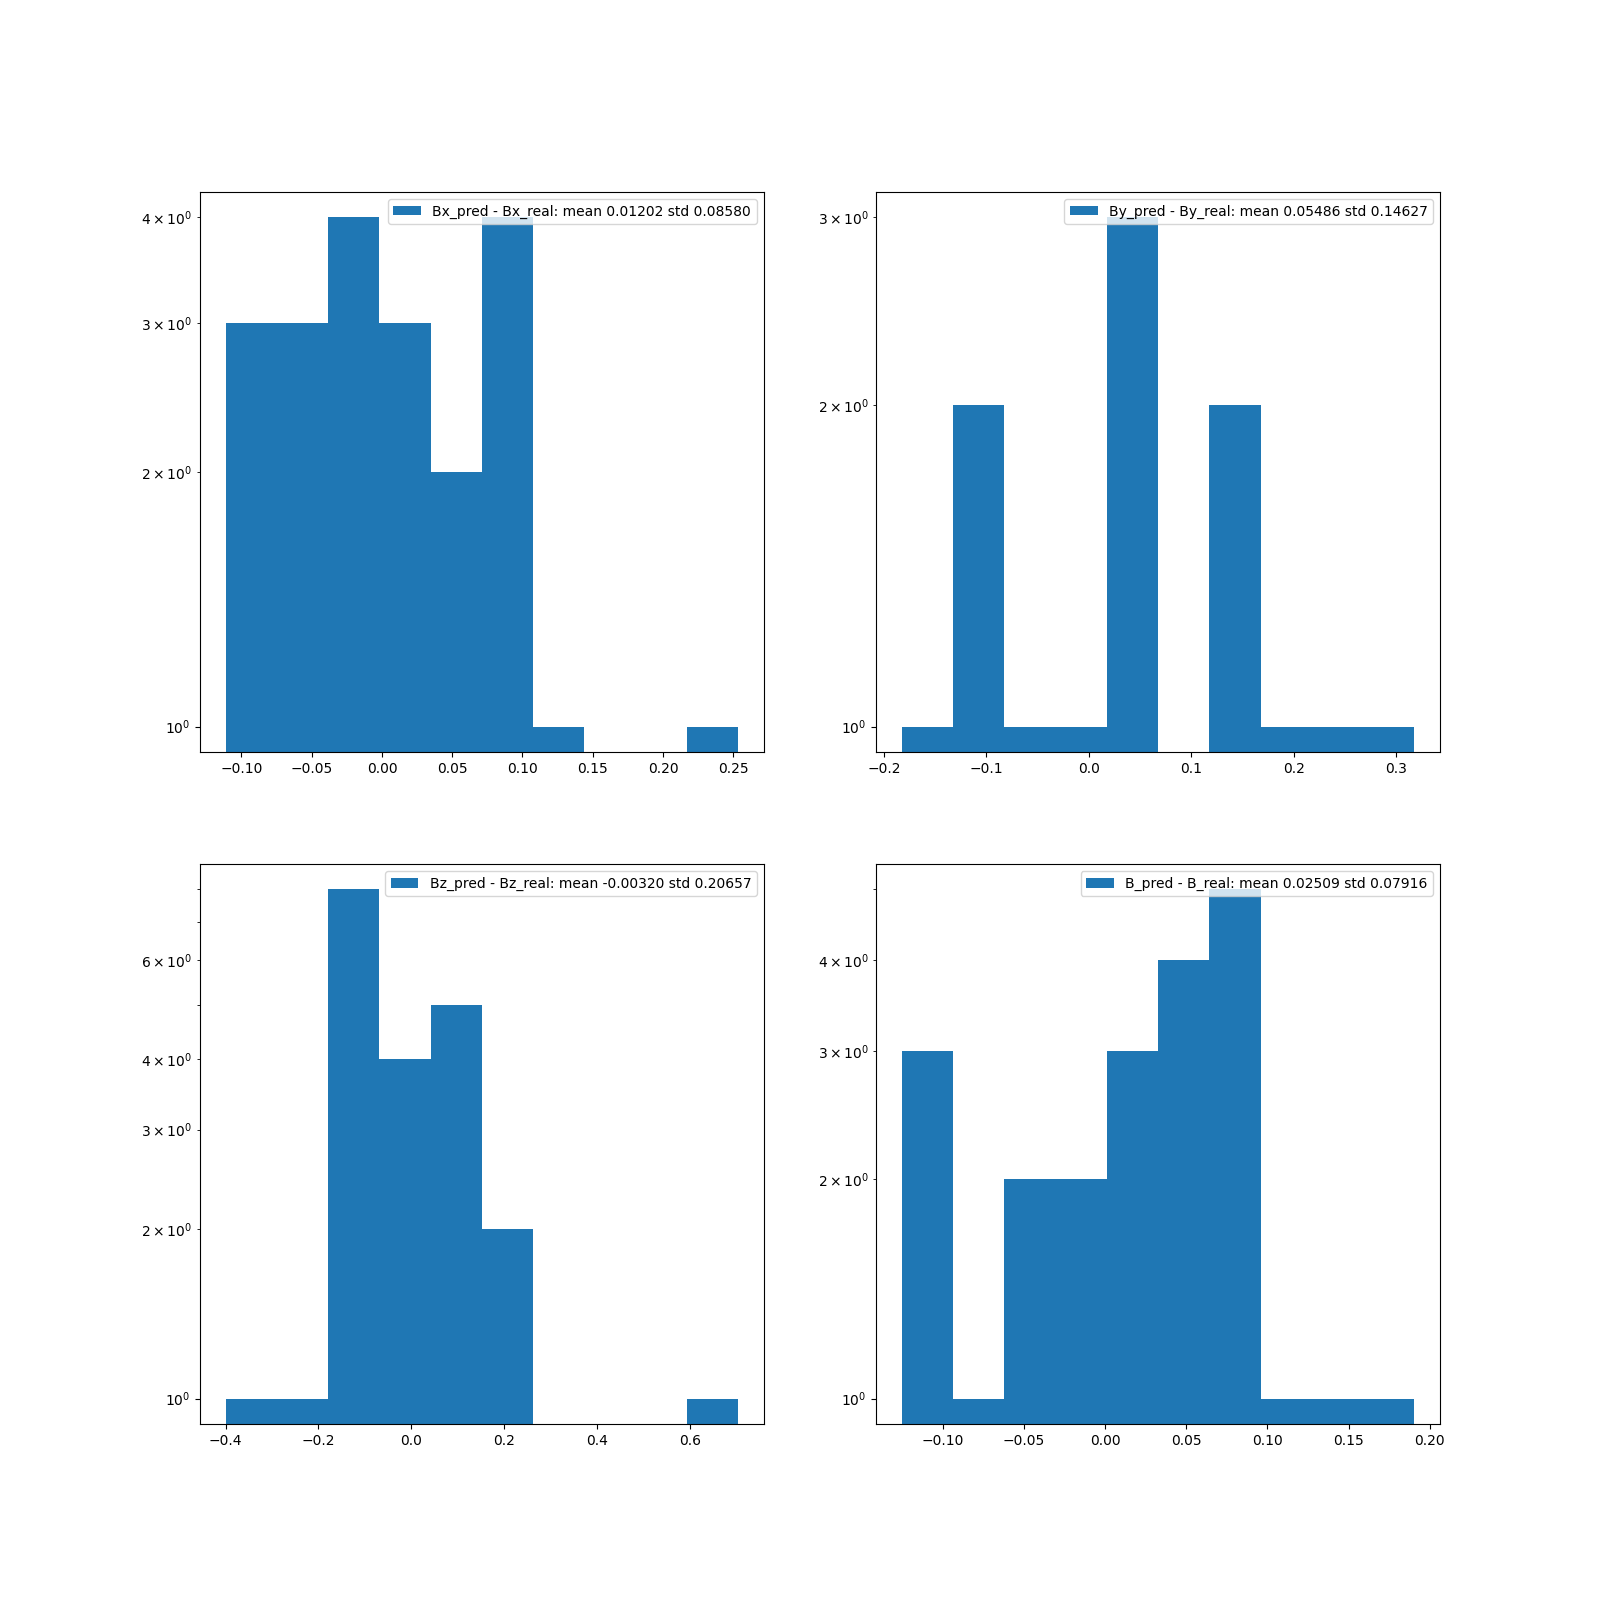 Bx_pred - Bx_real: mean 0.01202 std 0.08580
4 × 10⁰
3 × 10⁰
2 × 10⁰
10⁰
−0.10 −0.05 0.00 0.05 0.10 0.15 0.20 0.25
By_pred - By_real: mean 0.05486 std 0.14627
3 × 10⁰
2 × 10⁰
10⁰
−0.2 −0.1 0.0 0.1 0.2 0.3
Bz_pred - Bz_real: mean -0.00320 std 0.20657
6 × 10⁰
4 × 10⁰
3 × 10⁰
2 × 10⁰
10⁰
−0.4 −0.2 0.0 0.2 0.4 0.6
B_pred - B_real: mean 0.02509 std 0.07916
4 × 10⁰
3 × 10⁰
2 × 10⁰
10⁰
−0.10 −0.05 0.00 0.05 0.10 0.15 0.20